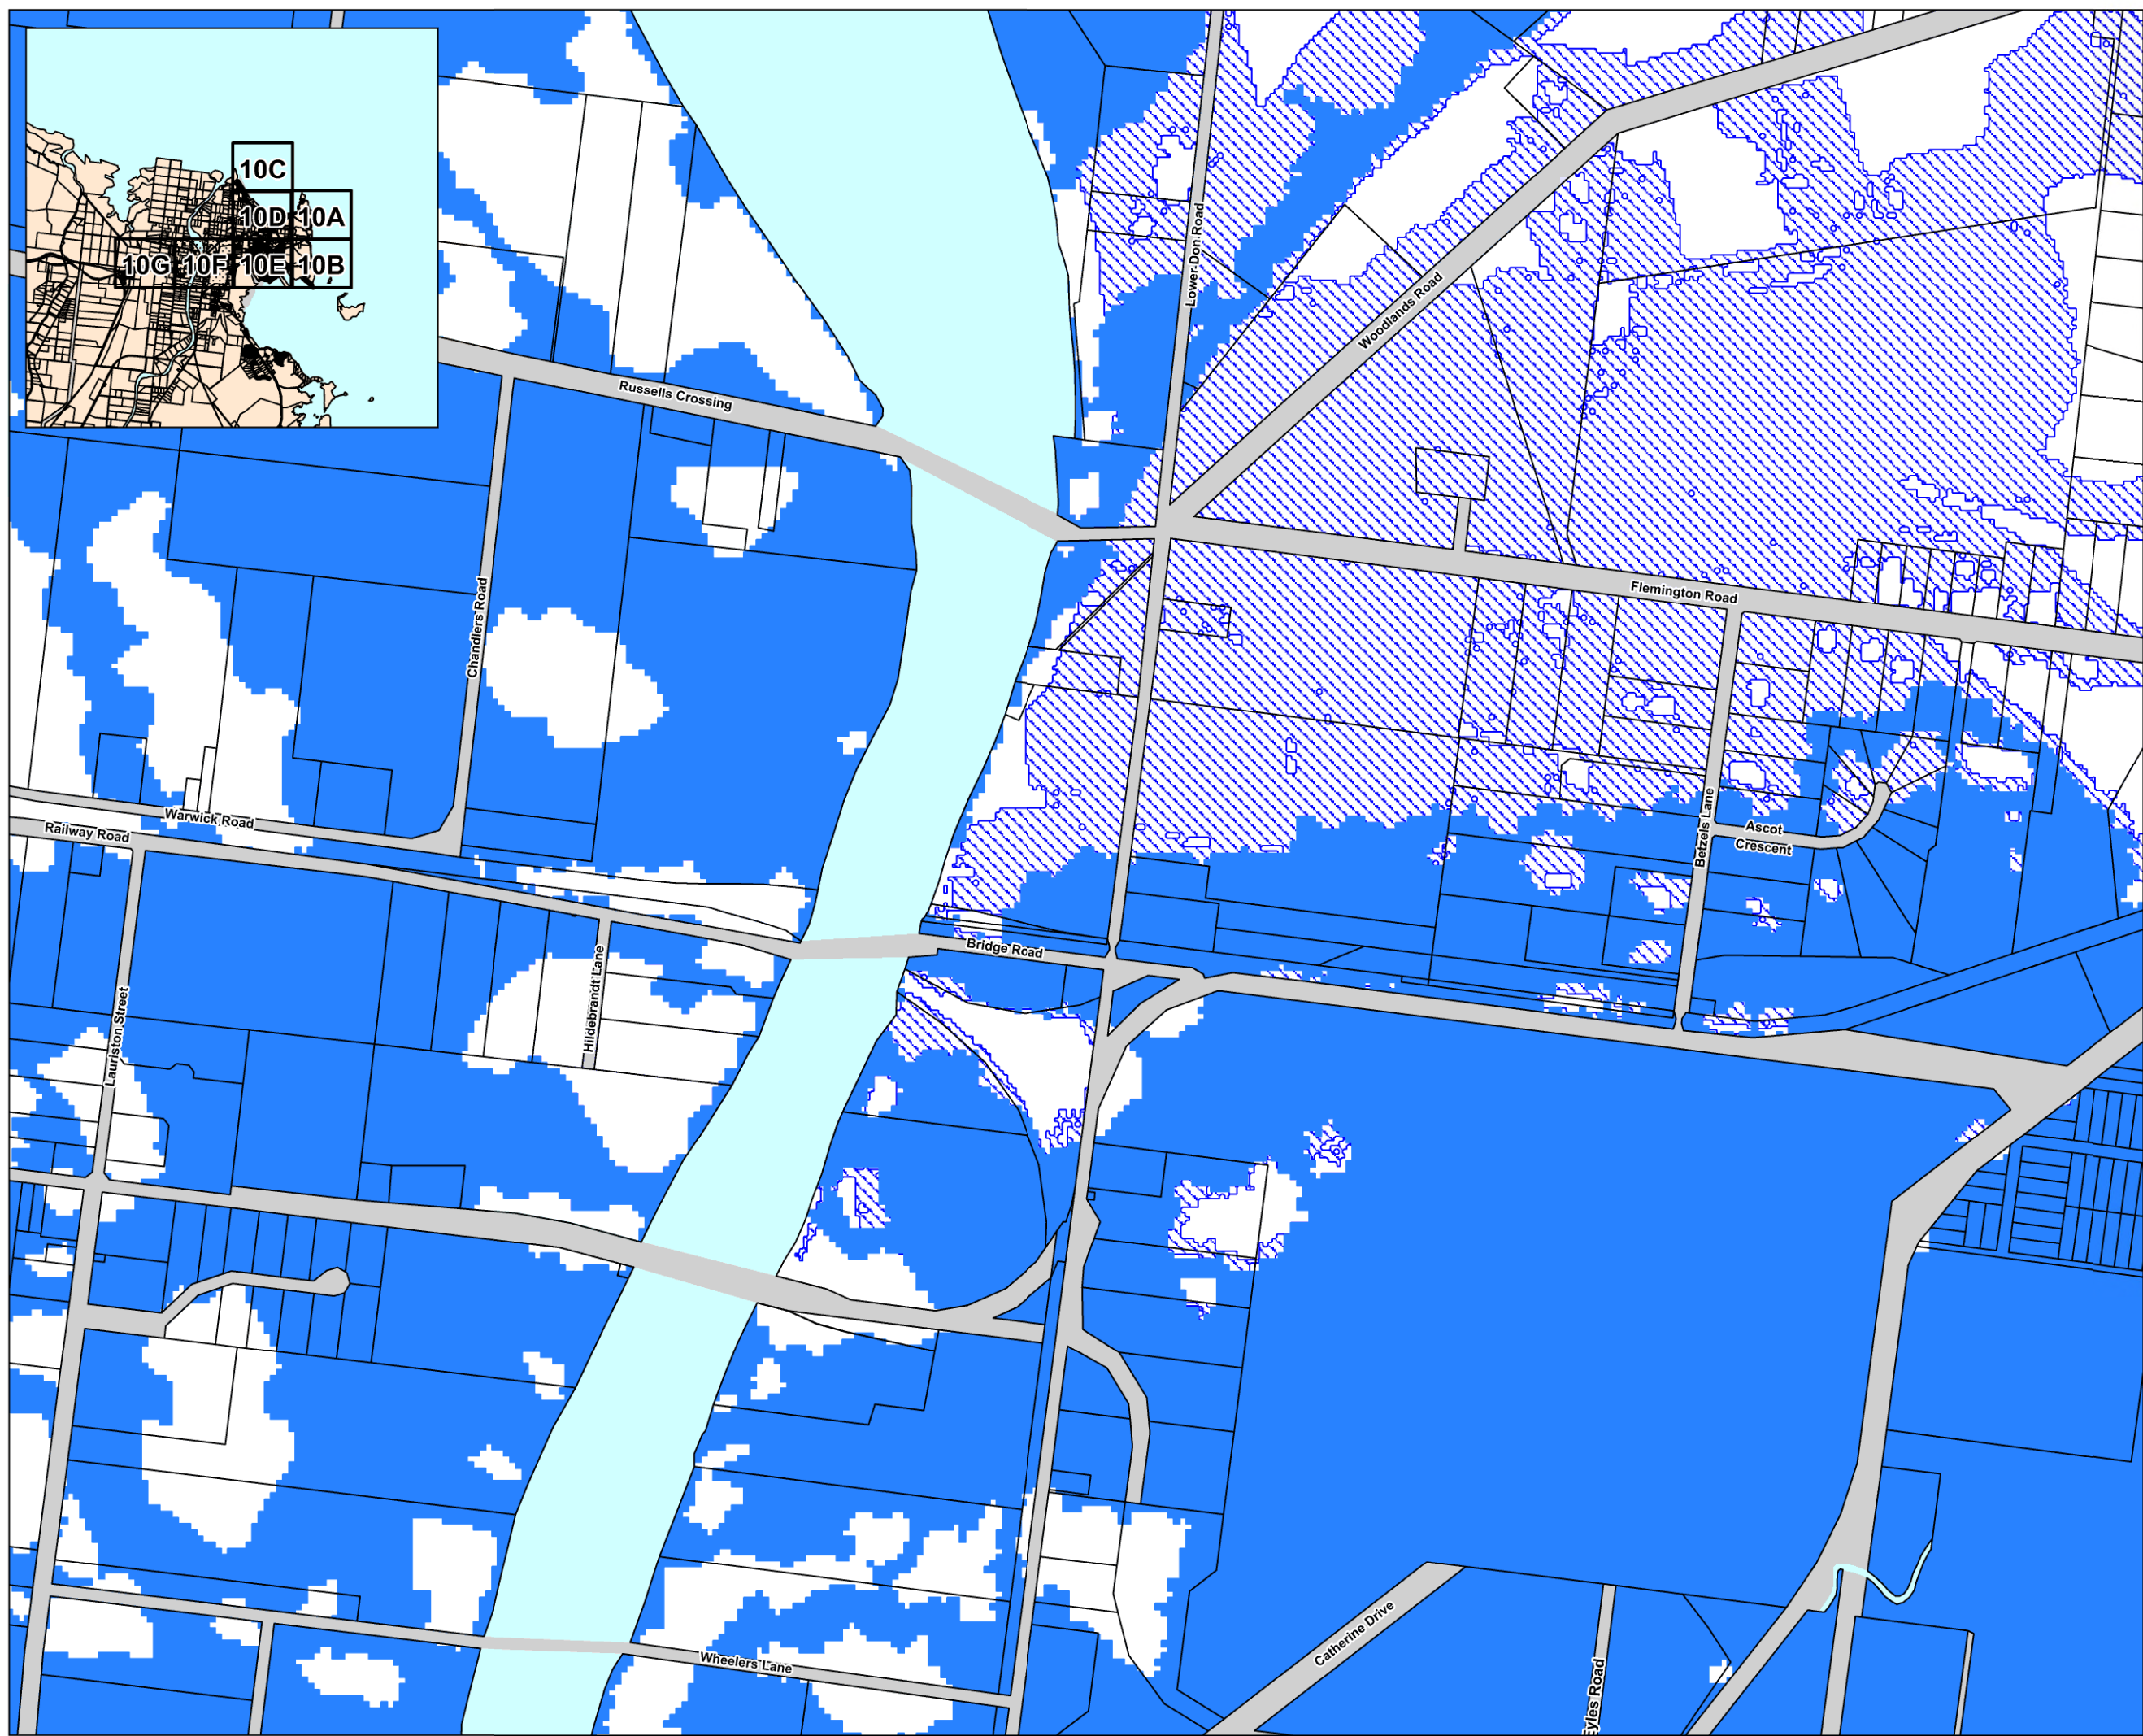 10C
10D
10A
10G
10F
10E
10B
Lower Don Road
Woodlands Road
Russells Crossing
Flemington Road
Chandlers Road
Warwick Road
Railway Road
Betzels Lane
Ascot
Crescent
Bridge Road
Hildebrandt Lane
Lauriston Street
Catherine Drive
Wheelers Lane
Eyles Road